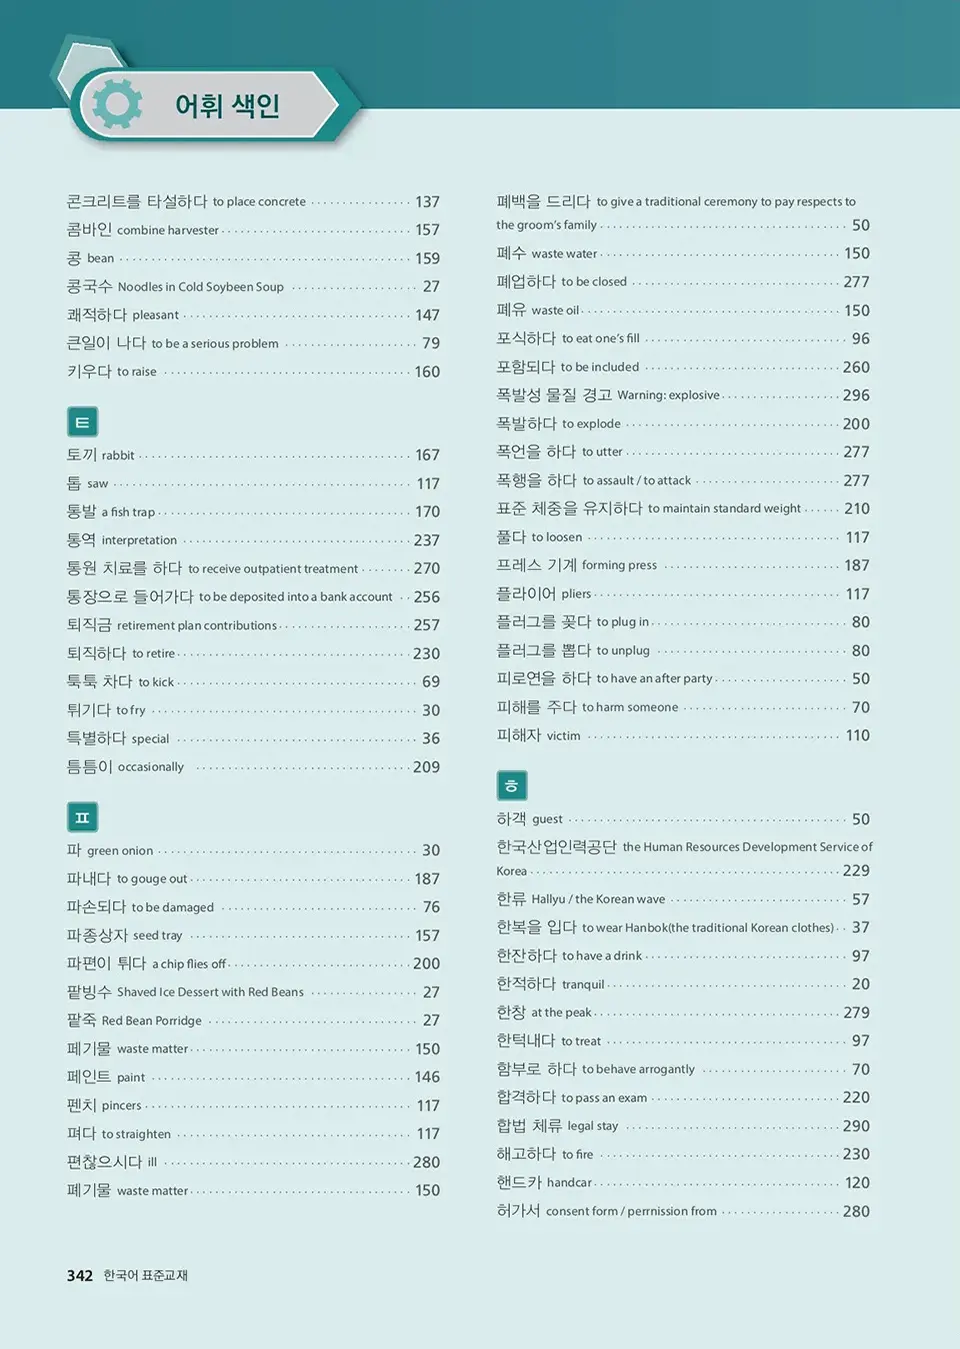 어휘 색인
콘크리트를 타설하다 to place concrete ················ 137
콤바인 combine harvester ···························· 157
콩 bean ············································ 159
콩국수 Noodles in Cold Soybeen Soup ··················· 27
쾌적하다 pleasant ·································· 147
큰일이 나다 to be a serious problem ····················· 79
키우다 to raise ····································· 160
ㅌ
토끼 rabbit ········································ 167
톱 saw ············································ 117
통발 a fish trap ····································· 170
통역 interpretation ·································· 237
통원 치료를 하다 to receive outpatient treatment ········ 270
통장으로 들어가다 to be deposited into a bank account ·· 256
퇴직금 retirement plan contributions ··················· 257
퇴직하다 to retire ··································· 230
툭툭 차다 to kick ···································· 69
튀기다 to fry ······································· 30
특별하다 special ···································· 36
틈틈이 occasionally ································ 209
ㅍ
파 green onion ····································· 30
파내다 to gouge out ································ 187
파손되다 to be damaged ····························· 76
파종상자 seed tray ································· 157
파편이 튀다 a chip flies off ··························· 200
팥빙수 Shaved Ice Dessert with Red Beans ··············· 27
팥죽 Red Bean Porridge ······························ 27
페기물 waste matter ································ 150
페인트 paint ······································· 146
펜치 pincers ······································· 117
펴다 to straighten ·································· 117
편찮으시다 ill ······································ 280
폐기물 waste matter ································ 150
폐백을 드리다 to give a traditional ceremony to pay respects to
the groom's family ··································· 50
폐수 waste water ··································· 150
폐업하다 to be closed ······························· 277
폐유 waste oil ······································ 150
포식하다 to eat one's fill ····························· 96
포함되다 to be included ····························· 260
폭발성 물질 경고 Warning: explosive ··················· 296
폭발하다 to explode ································ 200
폭언을 하다 to utter ································ 277
폭행을 하다 to assault / to attack ······················ 277
표준 체중을 유지하다 to maintain standard weight ······ 210
풀다 to loosen ····································· 117
프레스 기계 forming press ···························· 187
플라이어 pliers ····································· 117
플러그를 꽂다 to plug in ······························ 80
플러그를 뽑다 to unplug ····························· 80
피로연을 하다 to have an after party ····················· 50
피해를 주다 to harm someone ························· 70
피해자 victim ······································ 110
ㅎ
하객 guest ········································· 50
한국산업인력공단 the Human Resources Development Service of
Korea ············································· 229
한류 Hallyu / the Korean wave ························· 57
한복을 입다 to wear Hanbok(the traditional Korean clothes) ·· 37
한잔하다 to have a drink ····························· 97
한적하다 tranquil ··································· 20
한창 at the peak ···································· 279
한턱내다 to treat ··································· 97
함부로 하다 to behave arrogantly ······················· 70
합격하다 to pass an exam ···························· 220
합법 체류 legal stay ································· 290
해고하다 to fire ···································· 230
핸드카 handcar ····································· 120
허가서 consent form / perrnission from ··················· 280
342 한국어 표준교재